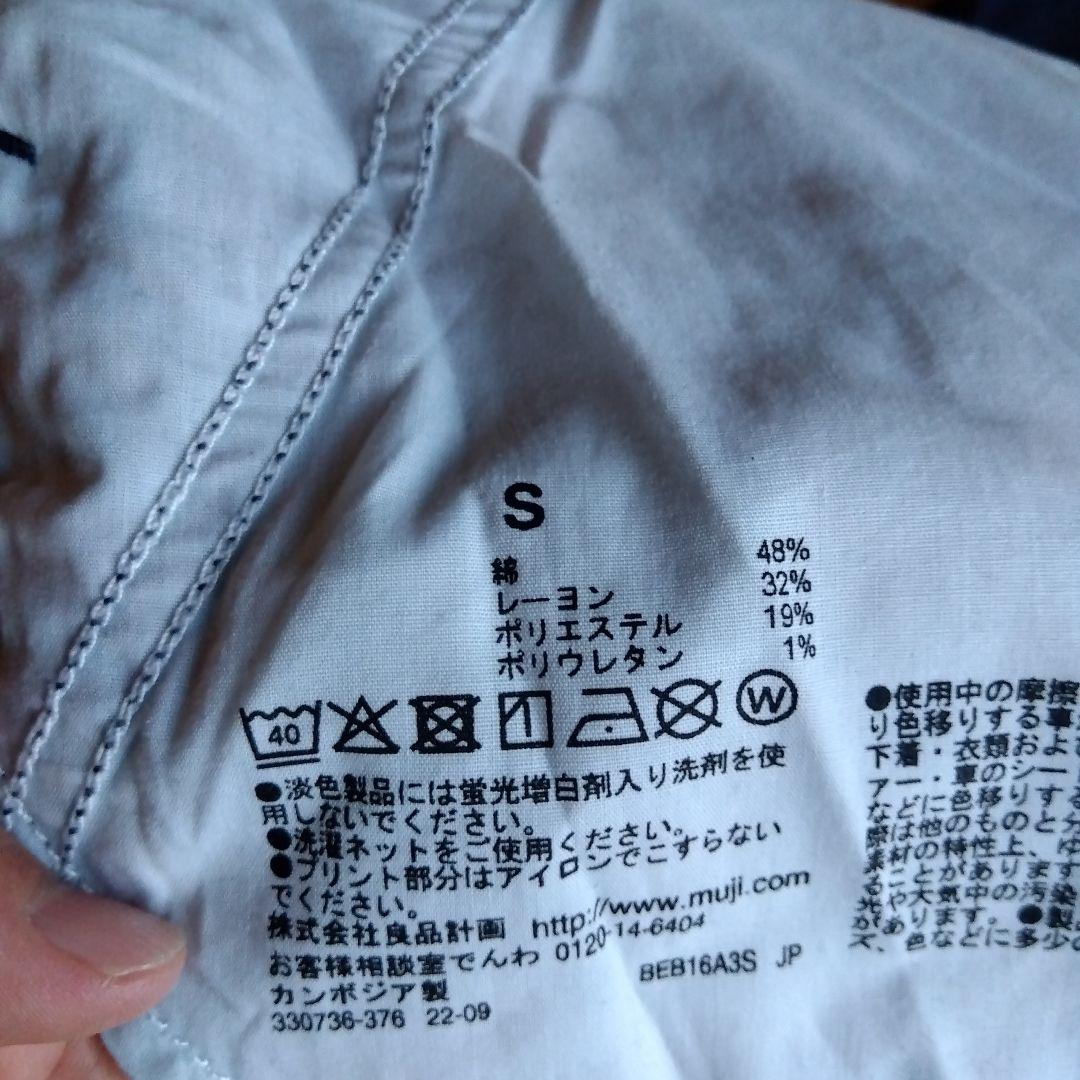 S
綿 48%
レーヨン 32%
ポリエステル 19%
ポリウレタン 1%
40 W
●淡色製品には蛍光増白剤入り洗剤を使
用しないでください。
●洗濯ネットをご使用ください。
●プリント部分はアイロンでこすらない
でください。
株式会社良品計画 http://www.muji.com
お客様相談室でんわ 0120-14-6404
カンボジア製 BEB16A3S JP
330736-376 22-09
●使用中の摩擦
り色移りする事
下着・衣類およ
アー・車のシー
などに色移りする
際は他のものと分
素材の特性上、ゆ
ることがあります
光や大気中の汚染
があります。●製
ズ、色などに多少